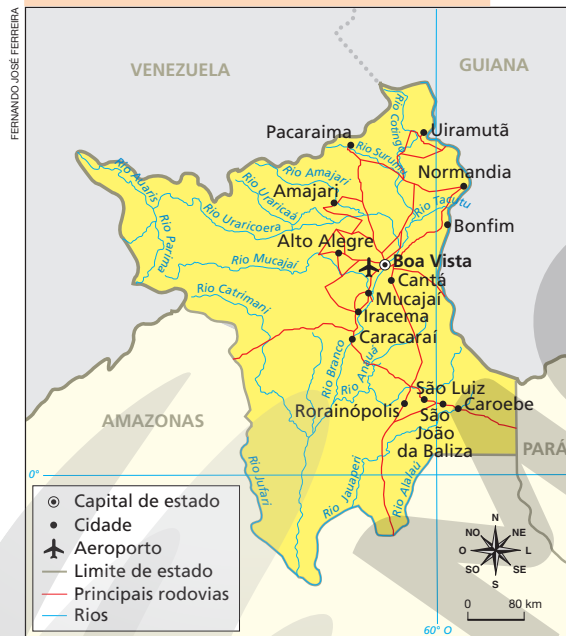 FERNANDO JOSÉ FERREIRA
VENEZUELA
GUIANA
Rio Cotingo
Uiramutã
Pacaraima
Rio Surumu
Normandia
Rio Auaris
Rio Amajari
Amajari
Rio Uraricaá
Rio Tacutu
Rio Parima
Rio Uraricoera
Bonfim
Alto Alegre
Rio Mucajaí
Boa Vista
Cantá
Mucajaí
Rio Catrimani
Iracema
Caracaraí
Rio Branco
Rio Anauá
São Luiz
AMAZONAS
Rorainópolis
Caroebe
São
João
da Baliza
PARÁ
0°
Rio Jufari
Rio Jauaperi
Rio Alalaú
Capital de estado
Cidade
Aeroporto
Limite de estado
Principais rodovias
Rios
N
NO
NE
O
L
SO
SE
S
0 80 km
60° O